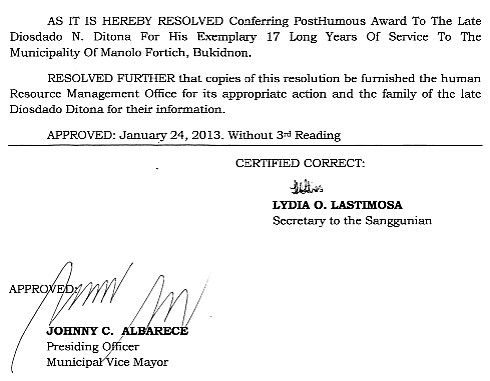 AS IT IS HEREBY RESOLVED Conferring PostHumous Award To The Late
Diosdado N. Ditona For His Exemplary 17 Long Years Of Service To The
Municipality Of Manolo Fortich, Bukidnon.
RESOLVED FURTHER that copies of this resolution be furnished the human
Resource Management Office for its appropriate action and the family of the late
Diosdado Ditona for their information.
APPROVED: January 24, 2013. Without 3rd Reading
CERTIFIED CORRECT:
LYDIA O. LASTIMOSA
Secretary to the Sanggunian
APPROVED:
JOHNNY C. ALBARECE
Presiding Officer
Municipal Vice Mayor